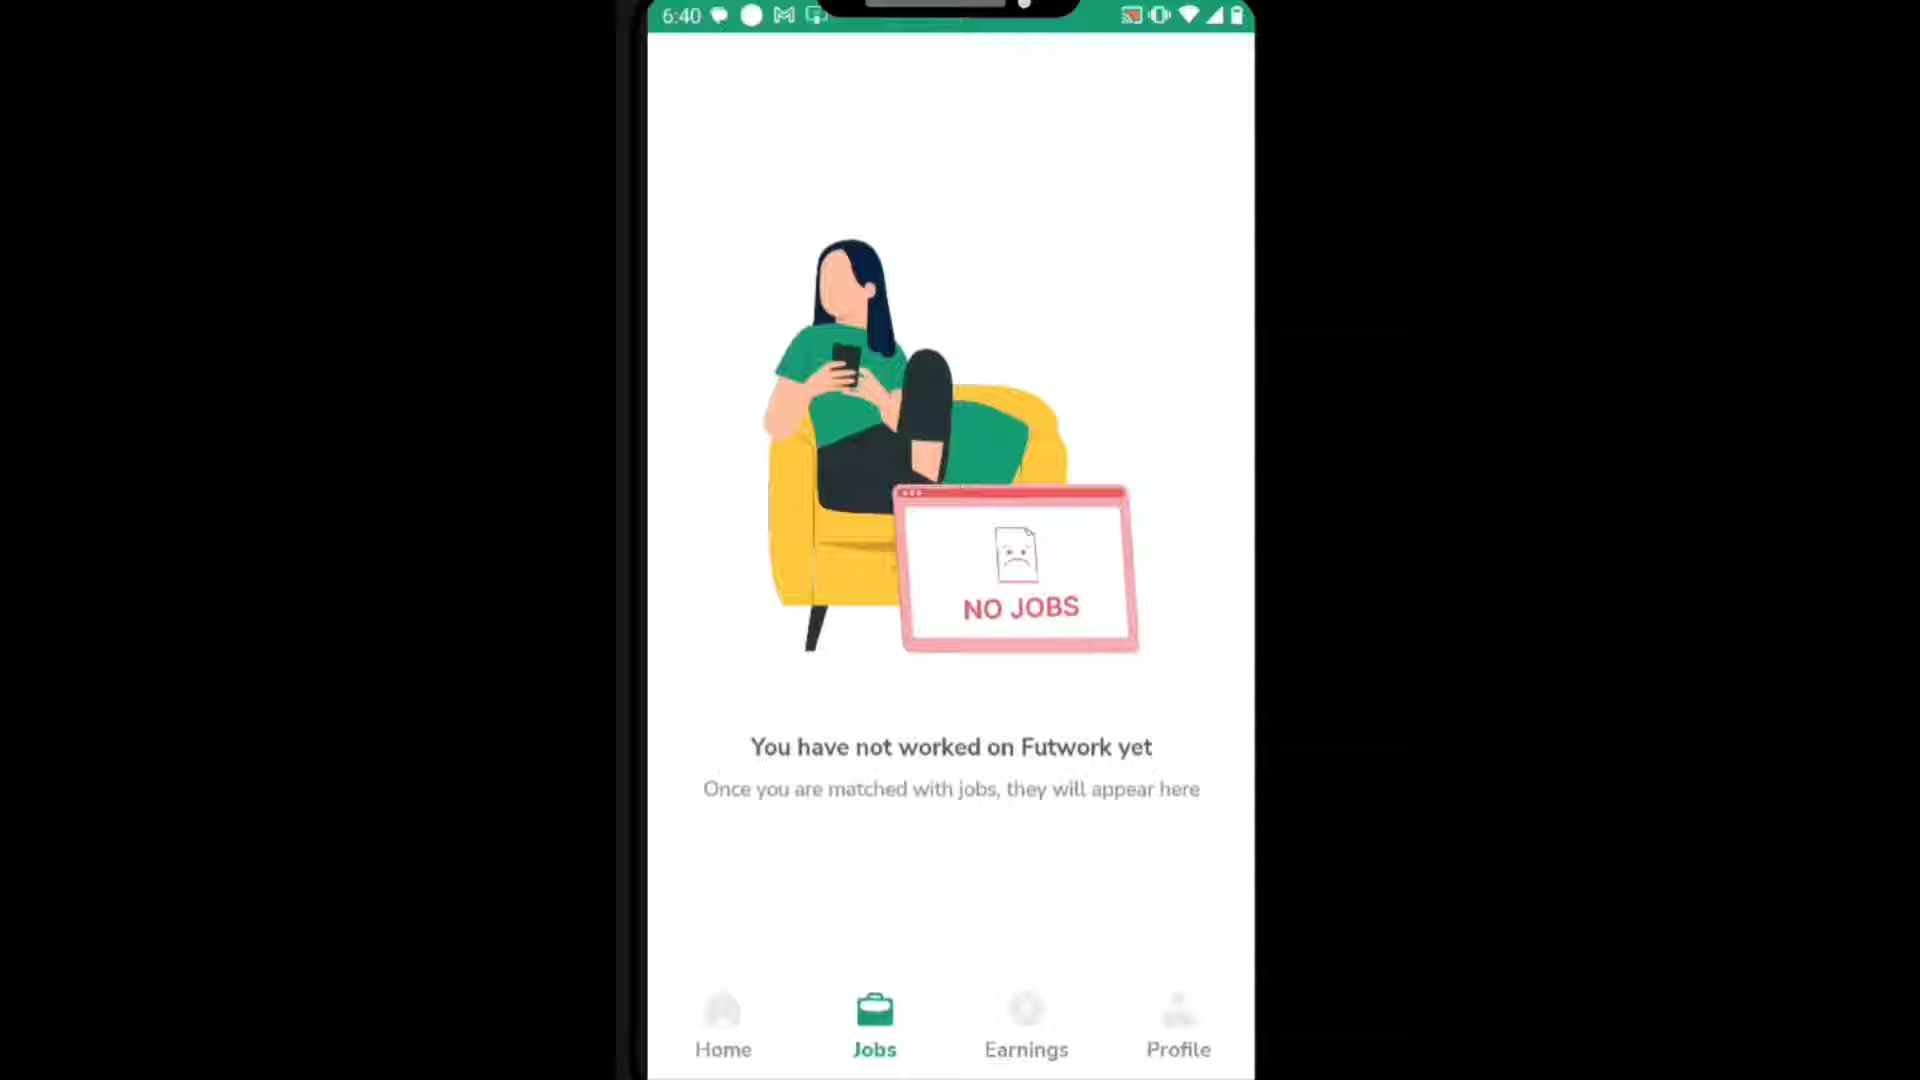 6:40
NO JOBS
You have not worked on Futwork yet
Once you are matched with jobs, they will appear here
Home
Jobs
Earnings
Profile